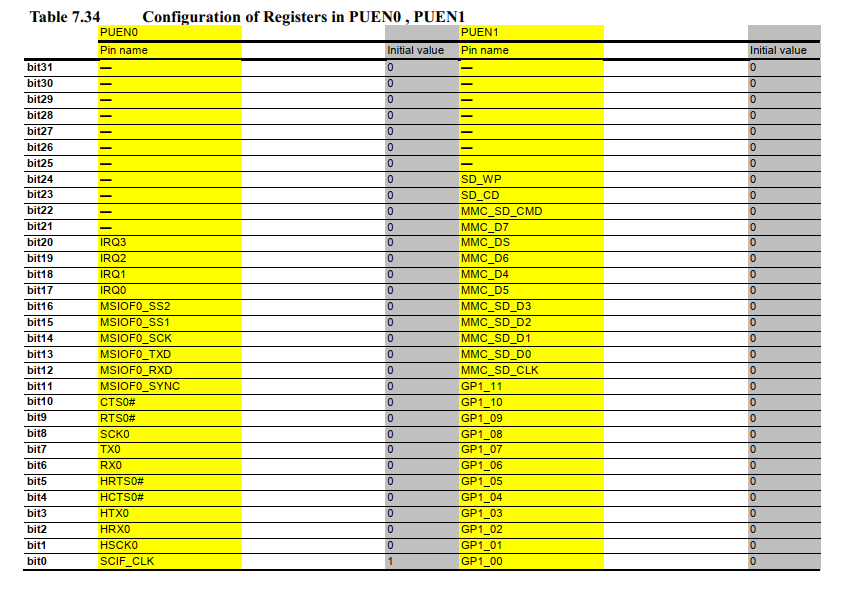 Table 7.34 Configuration of Registers in PUEN0 , PUEN1
PUEN0 PUEN1
Pin name Initial value Pin name Initial value
bit31 — 0 — 0
bit30 — 0 — 0
bit29 — 0 — 0
bit28 — 0 — 0
bit27 — 0 — 0
bit26 — 0 — 0
bit25 — 0 — 0
bit24 — 0 SD_WP 0
bit23 — 0 SD_CD 0
bit22 — 0 MMC_SD_CMD 0
bit21 — 0 MMC_D7 0
bit20 IRQ3 0 MMC_DS 0
bit19 IRQ2 0 MMC_D6 0
bit18 IRQ1 0 MMC_D4 0
bit17 IRQ0 0 MMC_D5 0
bit16 MSIOF0_SS2 0 MMC_SD_D3 0
bit15 MSIOF0_SS1 0 MMC_SD_D2 0
bit14 MSIOF0_SCK 0 MMC_SD_D1 0
bit13 MSIOF0_TXD 0 MMC_SD_D0 0
bit12 MSIOF0_RXD 0 MMC_SD_CLK 0
bit11 MSIOF0_SYNC 0 GP1_11 0
bit10 CTS0# 0 GP1_10 0
bit9 RTS0# 0 GP1_09 0
bit8 SCK0 0 GP1_08 0
bit7 TX0 0 GP1_07 0
bit6 RX0 0 GP1_06 0
bit5 HRTS0# 0 GP1_05 0
bit4 HCTS0# 0 GP1_04 0
bit3 HTX0 0 GP1_03 0
bit2 HRX0 0 GP1_02 0
bit1 HSCK0 0 GP1_01 0
bit0 SCIF_CLK 1 GP1_00 0